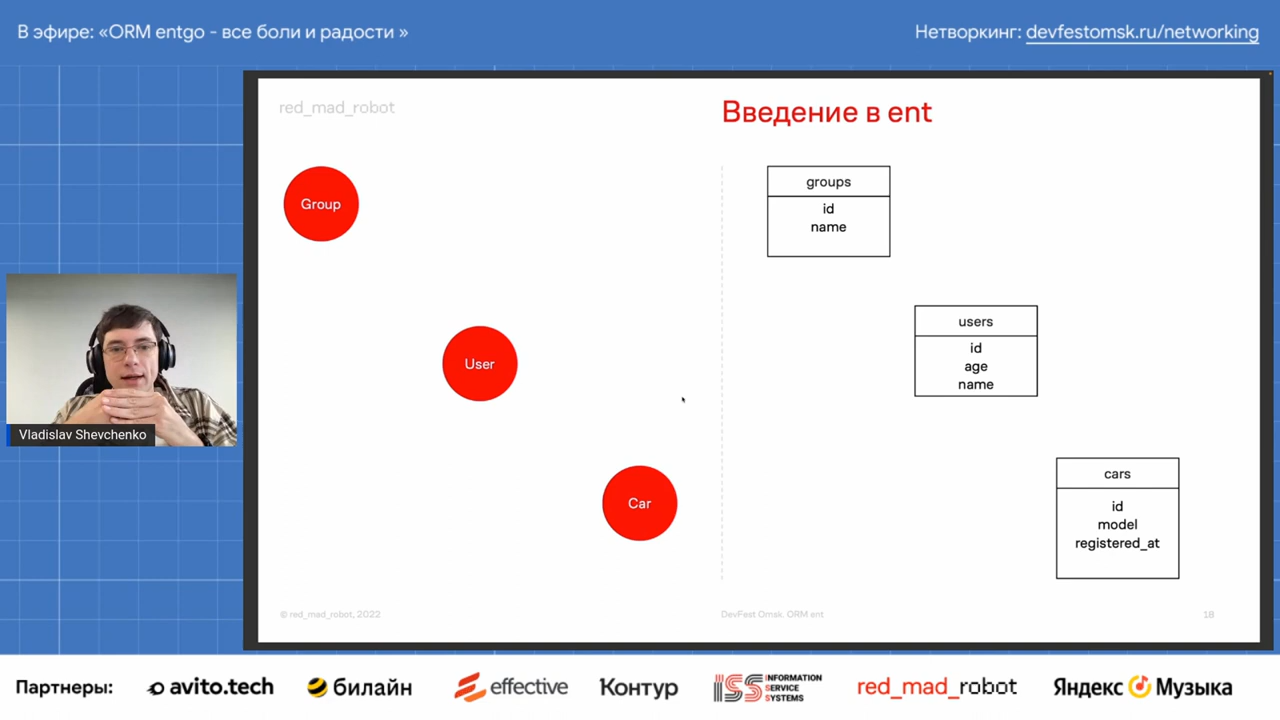 В эфире: «ORM entgo - все боли и радости »
Нетворкинг: devfestomsk.ru/networking
red_mad_robot
Введение в ent
Group
User
Car
groups
id
name
users
id
age
name
cars
id
model
registered_at
Vladislav Shevchenko
© red_mad_robot, 2022
DevFest Omsk. ORM ent
18
Партнеры:
avito.tech
билайн
effective
Контур
ISS INFORMATION
SERVICE
SYSTEMS
red_mad_robot
Яндекс Музыка